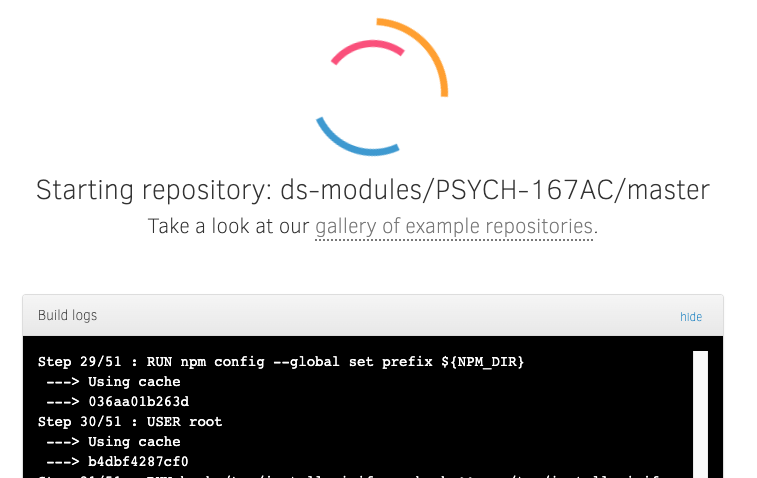 Starting repository: ds-modules/PSYCH-167AC/master
Take a look at our gallery of example repositories.
Build logs
hide
Step 29/51 : RUN npm config --global set prefix ${NPM_DIR}
---> Using cache
---> 036aa01b263d
Step 30/51 : USER root
---> Using cache
---> b4dbf4287cf0